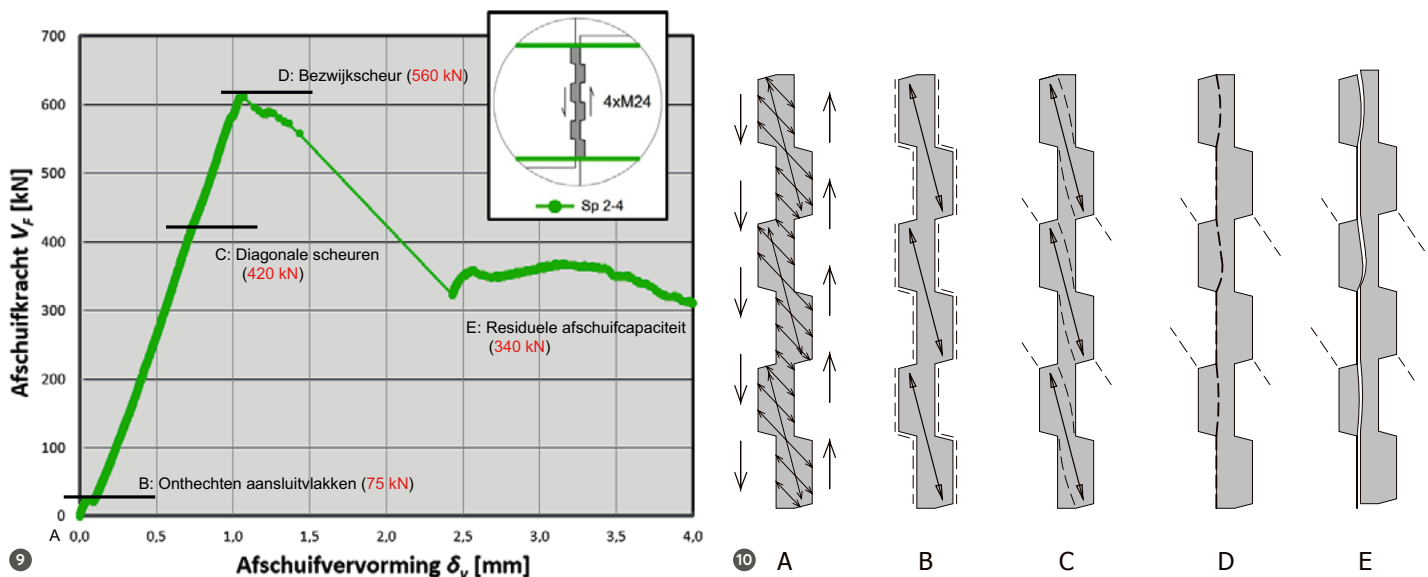 700
600
500
400
300
200
100
0
Afschuifkracht V_F [kN]
D: Bezwijkscheur (560 kN)
4xM24
Sp 2-4
C: Diagonale scheuren
(420 kN)
E: Residuele afschuifcapaciteit
(340 kN)
B: Onthechten aansluitvlakken (75 kN)
A
0,0 0,5 1,0 1,5 2,0 2,5 3,0 3,5 4,0
Afschuifvervorming δ_v [mm]
9
10 A B C D E